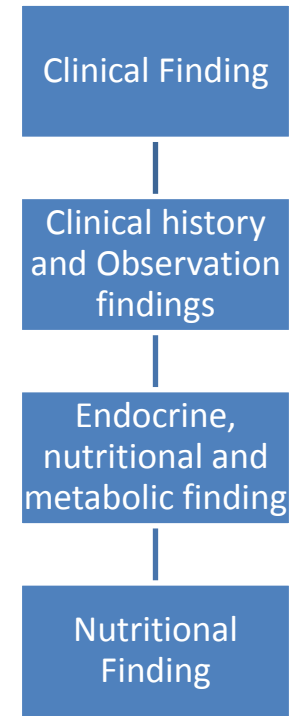 Clinical Finding
Clinical history
and Observation
findings
Endocrine,
nutritional and
metabolic finding
Nutritional
Finding